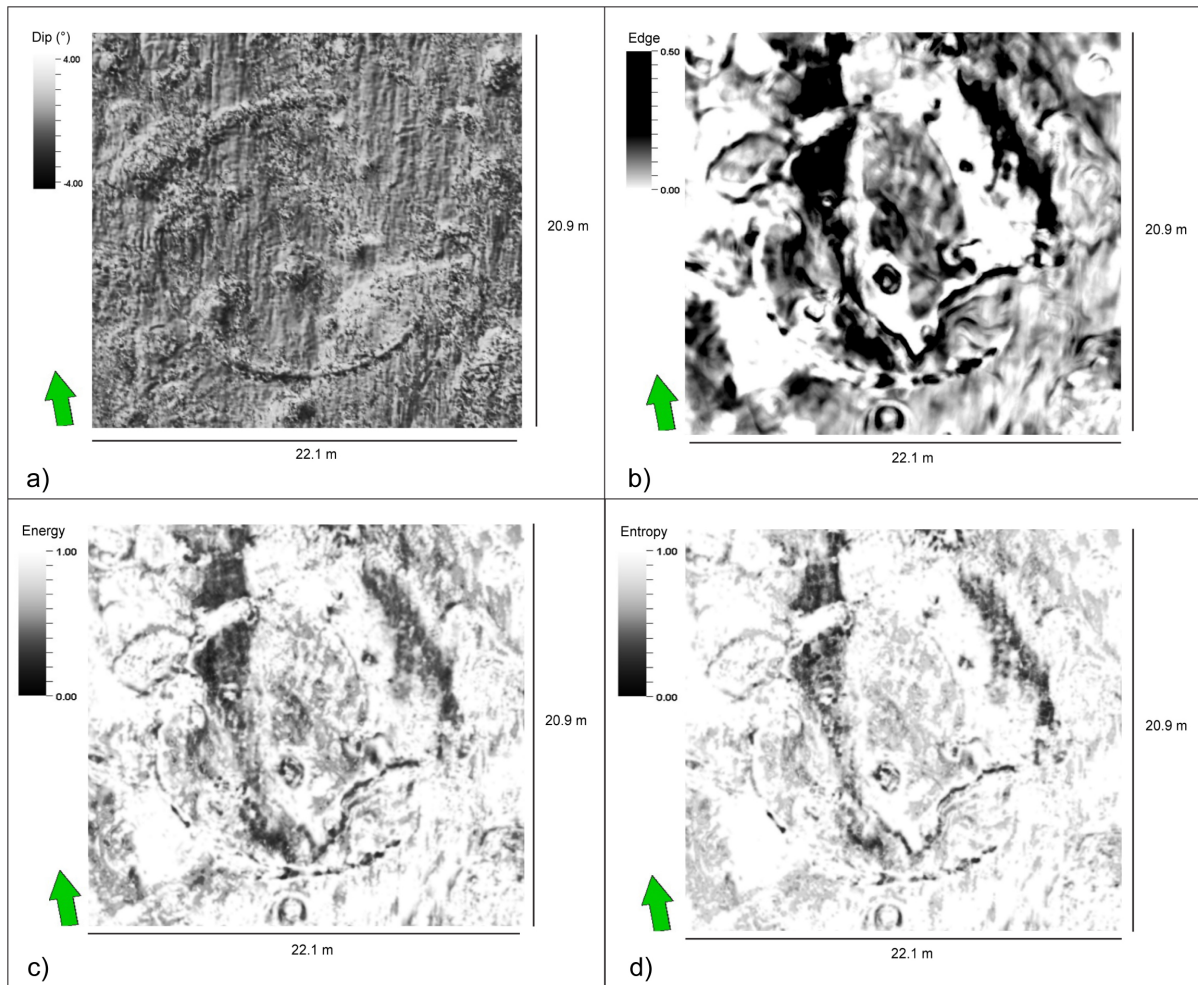 Dip (°)
4.00
-4.00
20.9 m
22.1 m
a)
Edge
0.50
0.00
20.9 m
22.1 m
b)
Energy
1.00
0.00
20.9 m
22.1 m
c)
Entropy
1.00
0.00
20.9 m
22.1 m
d)